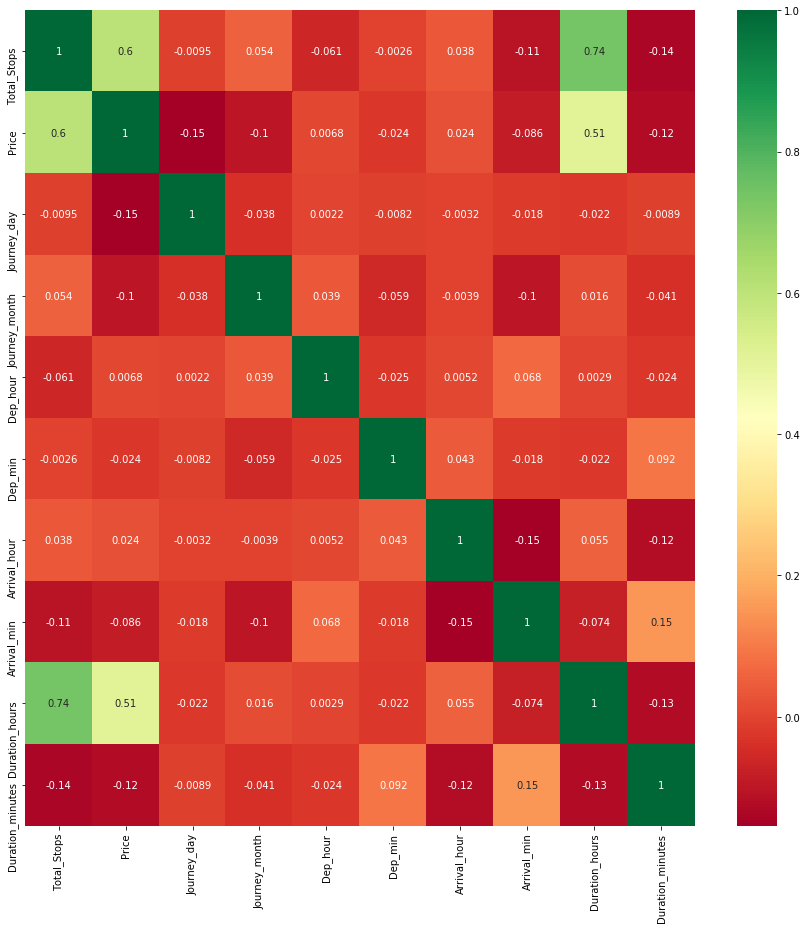 Total_Stops 1 0.6 -0.0095 0.054 -0.061 -0.0026 0.038 -0.11 0.74 -0.14
Price 0.6 1 -0.15 -0.1 0.0068 -0.024 0.024 -0.086 0.51 -0.12
Journey_day -0.0095 -0.15 1 -0.038 0.0022 -0.0082 -0.0032 -0.018 -0.022 -0.0089
Journey_month 0.054 -0.1 -0.038 1 0.039 -0.059 -0.0039 -0.1 0.016 -0.041
Dep_hour -0.061 0.0068 0.0022 0.039 1 -0.025 0.0052 0.068 0.0029 -0.024
Dep_min -0.0026 -0.024 -0.0082 -0.059 -0.025 1 0.043 -0.018 -0.022 0.092
Arrival_hour 0.038 0.024 -0.0032 -0.0039 0.0052 0.043 1 -0.15 0.055 -0.12
Arrival_min -0.11 -0.086 -0.018 -0.1 0.068 -0.018 -0.15 1 -0.074 0.15
Duration_hours 0.74 0.51 -0.022 0.016 0.0029 -0.022 0.055 -0.074 1 -0.13
Duration_minutes -0.14 -0.12 -0.0089 -0.041 -0.024 0.092 -0.12 0.15 -0.13 1
Total_Stops Price Journey_day Journey_month Dep_hour Dep_min Arrival_hour Arrival_min Duration_hours Duration_minutes
1.0
0.8
0.6
0.4
0.2
0.0